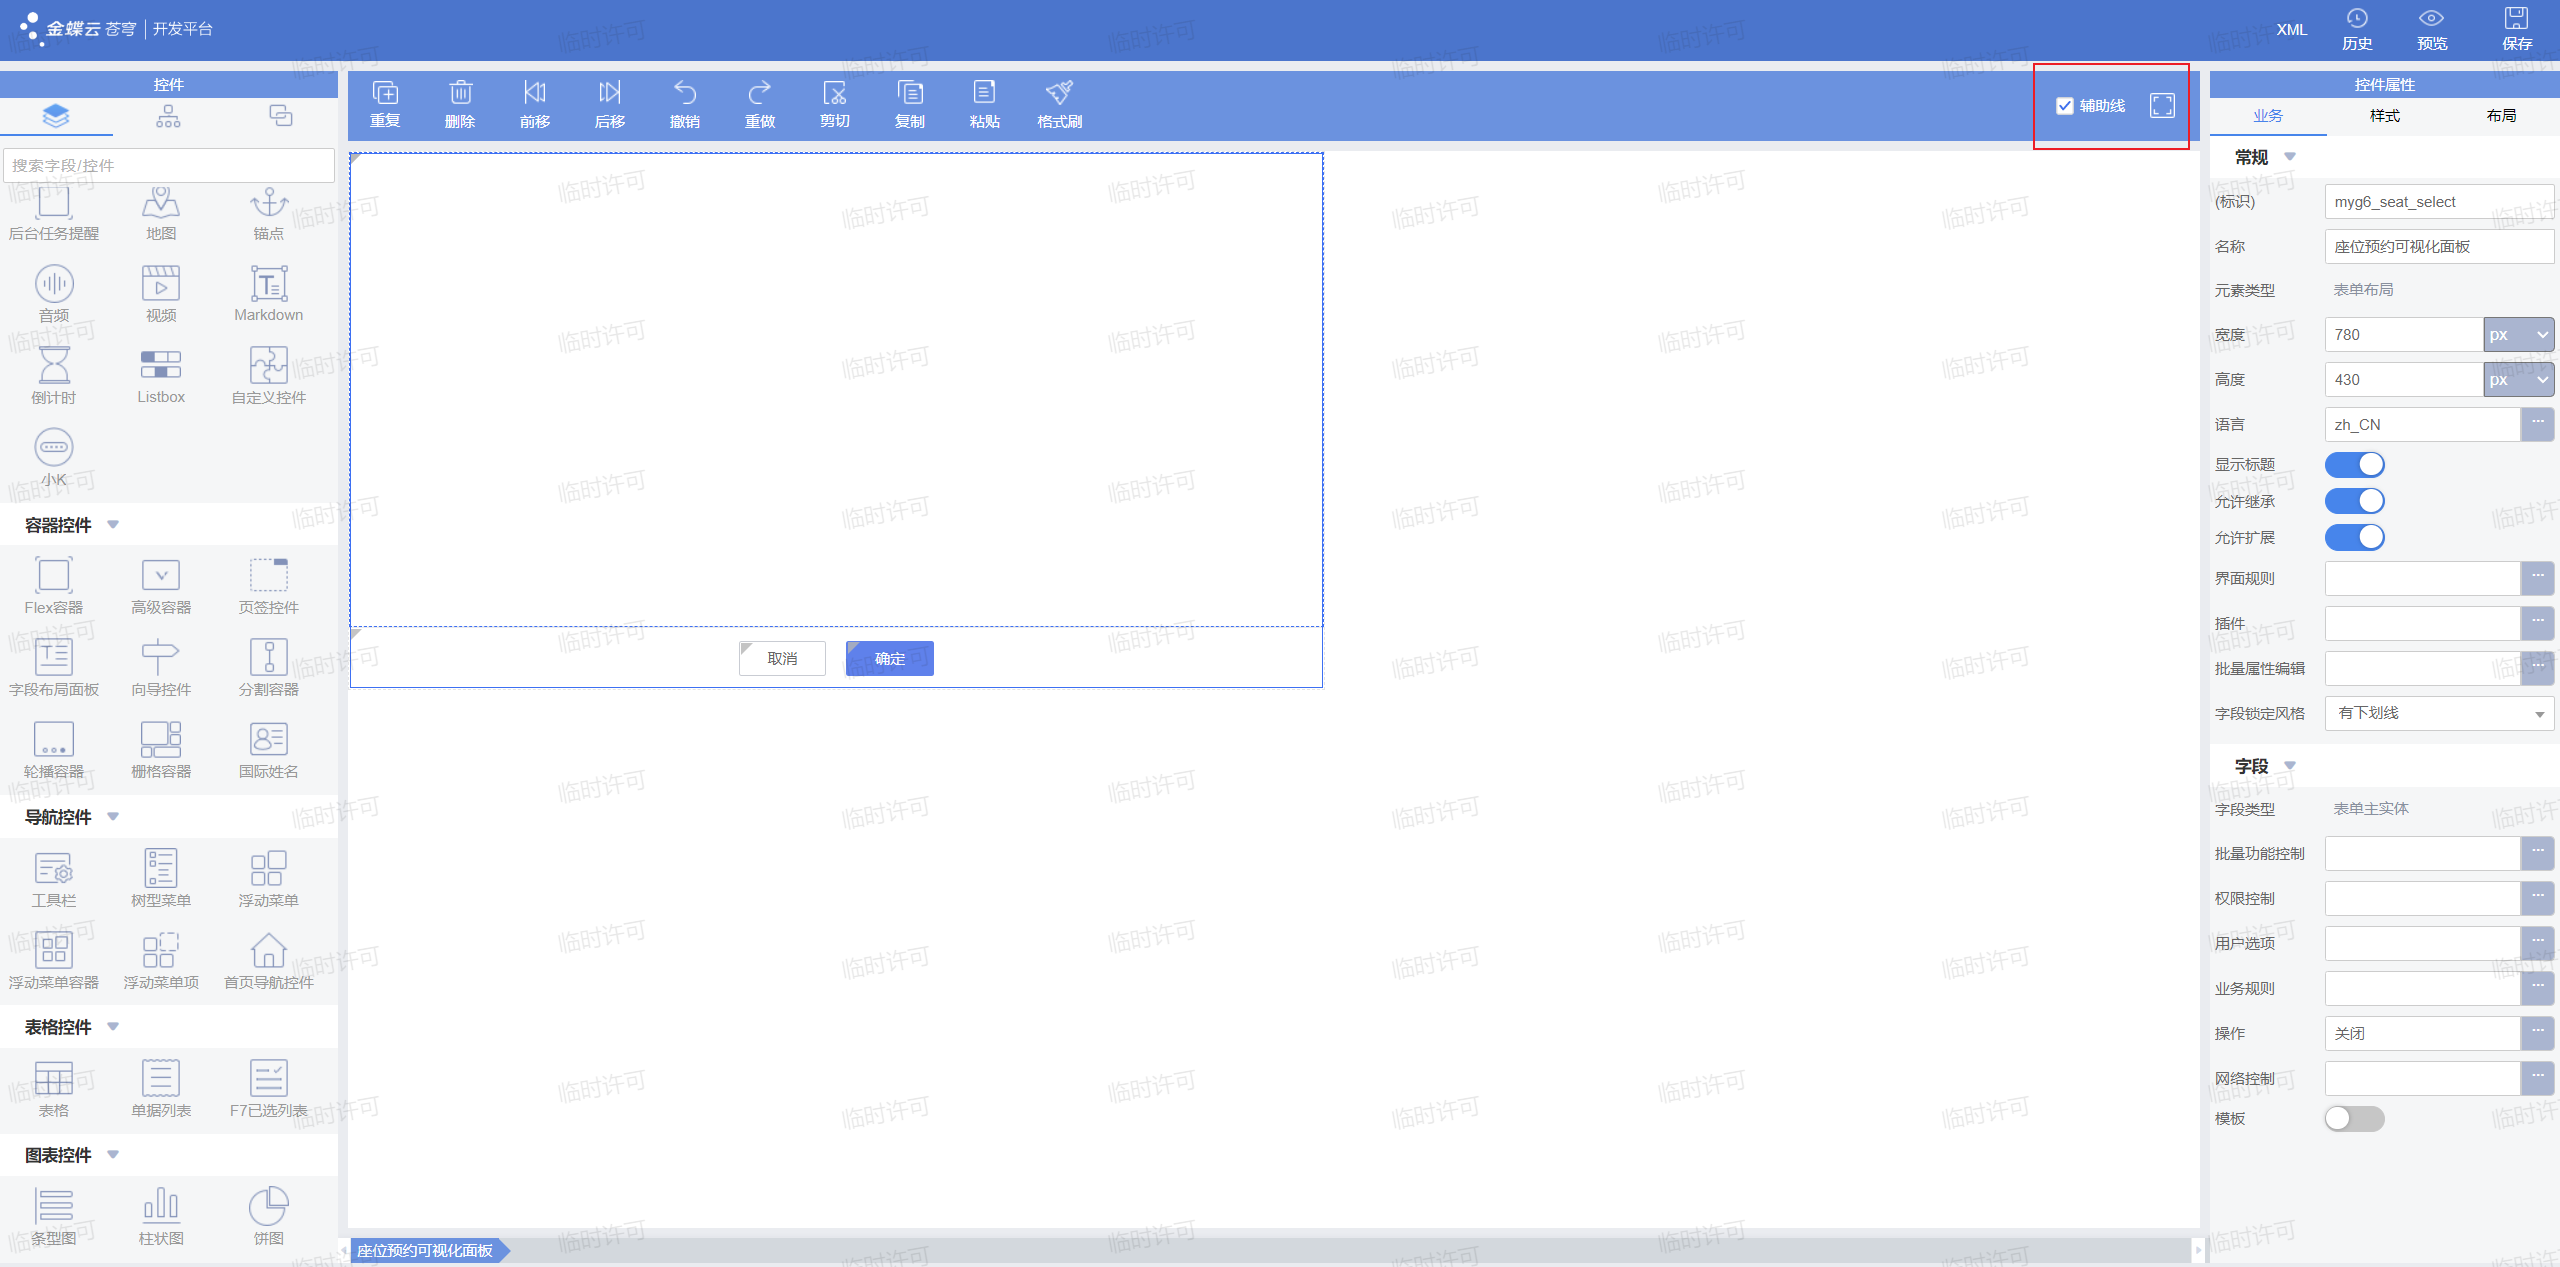 金蝶云 苍穹 开发平台
XML
历史
预览
保存
控件
搜索字段/控件
后台任务提醒
地图
锚点
音频
视频
Markdown
倒计时
Listbox
自定义控件
小K
容器控件
Flex容器
高级容器
页签控件
字段布局面板
向导控件
分割容器
轮播容器
栅格容器
国际姓名
导航控件
工具栏
树型菜单
浮动菜单
浮动菜单容器
浮动菜单项
首页导航控件
表格控件
表格
单据列表
F7已选列表
图表控件
条型图
柱状图
饼图
重复
删除
前移
后移
撤销
重做
剪切
复制
粘贴
格式刷
辅助线
取消
确定
座位预约可视化面板
控件属性
业务
样式
布局
常规
(标识)
myg6_seat_select
名称
座位预约可视化面板
元素类型
表单布局
宽度
780
px
高度
430
px
语言
zh_CN
...
显示标题
允许继承
允许扩展
界面规则
...
插件
...
批量属性编辑
...
字段锁定风格
有下划线
字段
字段类型
表单主实体
批量功能控制
...
权限控制
...
用户选项
...
业务规则
...
操作
关闭
...
网络控制
...
模板
临时许可